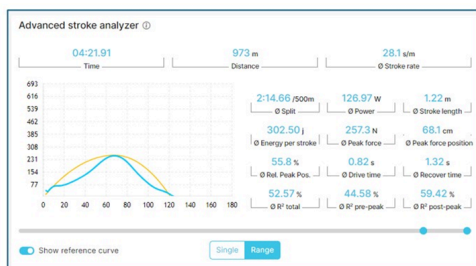 Advanced stroke analyzer ⓘ
04:21.91 973 m 28.1 s/m
Time Distance Ø Stroke rate
693
616
539
462
385
308
231
154
77
0 20 40 60 80 100 120 140 160 180
2:14.66 /500m 126.97 W 1.22 m
Ø Split Ø Power Ø Stroke length
302.50 j 257.3 N 68.1 cm
Ø Energy per stroke Ø Peak force Ø Peak force position
55.8 % 0.82 s 1.32 s
Ø Rel. Peak Pos. Ø Drive time Ø Recover time
52.57 % 44.58 % 59.42 %
Ø R² total Ø R² pre-peak Ø R² post-peak
Show reference curve
Single Range